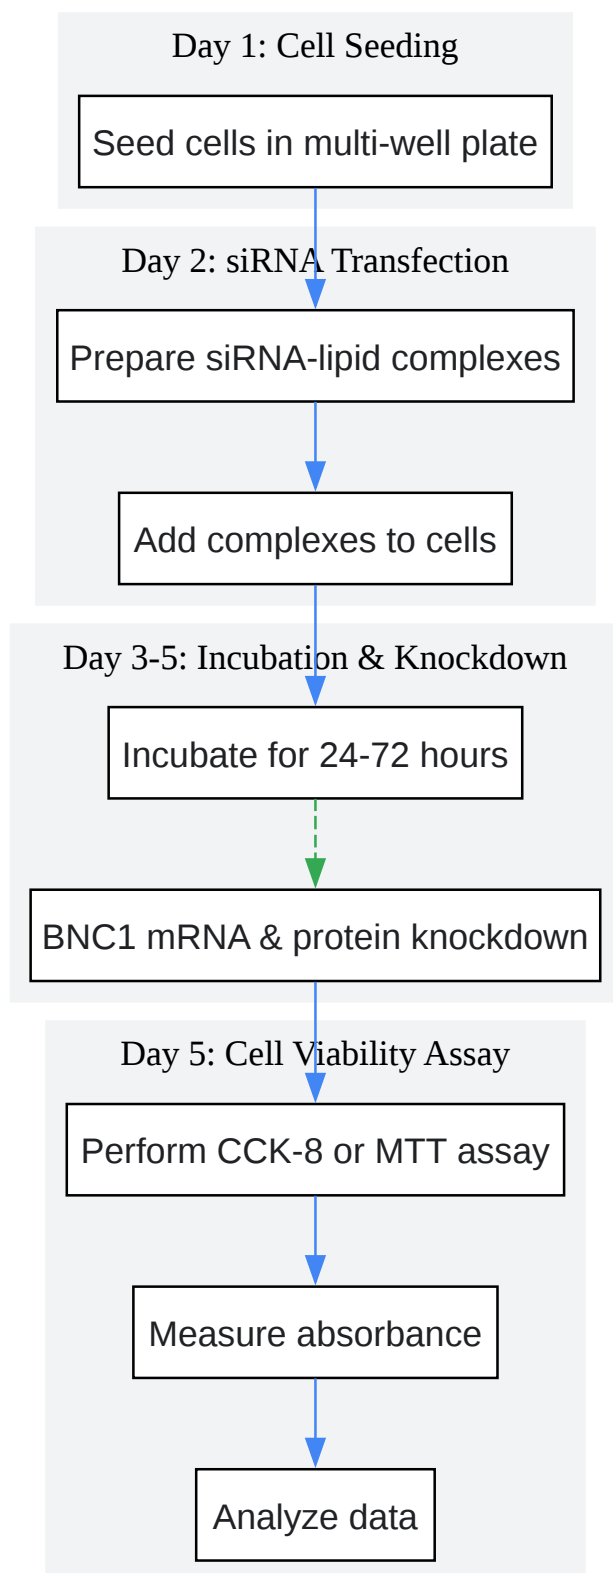 Day 1: Cell Seeding
Seed cells in multi-well plate
Day 2: siRNA Transfection
Prepare siRNA-lipid complexes
Add complexes to cells
Day 3-5: Incubation & Knockdown
Incubate for 24-72 hours
BNC1 mRNA & protein knockdown
Day 5: Cell Viability Assay
Perform CCK-8 or MTT assay
Measure absorbance
Analyze data